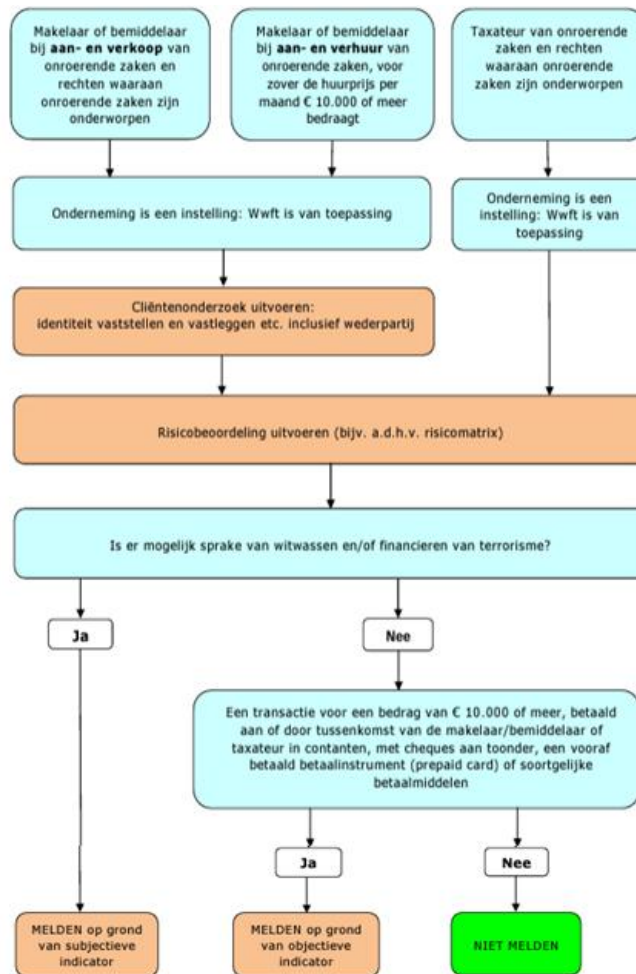 Makelaar of bemiddelaar
bij aan- en verkoop van
onroerende zaken en
rechten waaraan
onroerende zaken zijn
onderworpen
Makelaar of bemiddelaar
bij aan- en verhuur van
onroerende zaken, voor
zover de huurprijs per
maand € 10.000 of meer
bedraagt
Taxateur van onroerende
zaken en rechten
waaraan onroerende
zaken zijn onderworpen
Onderneming is een instelling: Wwft is van toepassing
Onderneming is een
instelling: Wwft is van
toepassing
Cliëntenonderzoek uitvoeren:
identiteit vaststellen en vastleggen etc. inclusief wederpartij
Risicobeoordeling uitvoeren (bijv. a.d.h.v. risicomatrix)
Is er mogelijk sprake van witwassen en/of financieren van terrorisme?
Ja
Nee
Een transactie voor een bedrag van € 10.000 of meer, betaald
aan of door tussenkomst van de makelaar/bemiddelaar of
taxateur in contanten, met cheques aan toonder, een vooraf
betaald betaalinstrument (prepaid card) of soortgelijke
betaalmiddelen
Ja
Nee
MELDEN op grond
van subjectieve
indicator
MELDEN op grond
van objectieve
indicator
NIET MELDEN